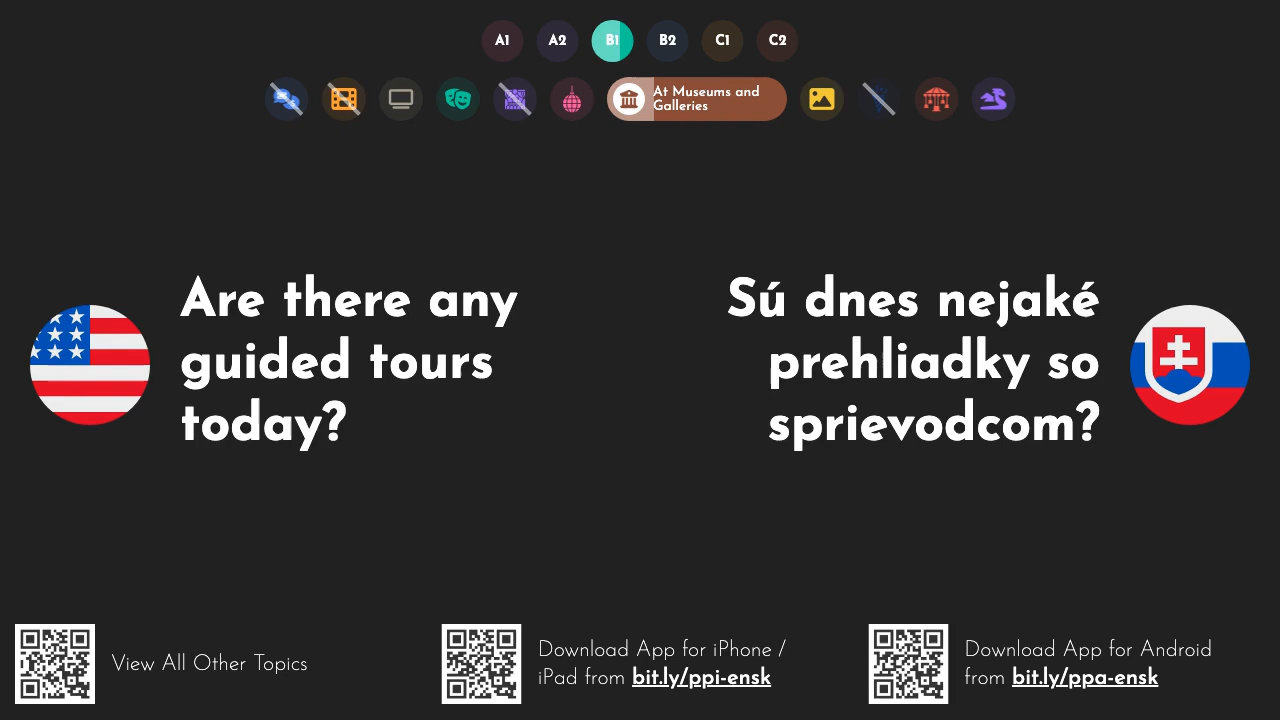 A1 A2 B1 B2 C1 C2
At Museums and
Galleries
Are there any
guided tours
today?
Sú dnes nejaké
prehliadky so
sprievodcom?
View All Other Topics
Download App for iPhone /
iPad from bit.ly/ppi-ensk
Download App for Android
from bit.ly/ppa-ensk